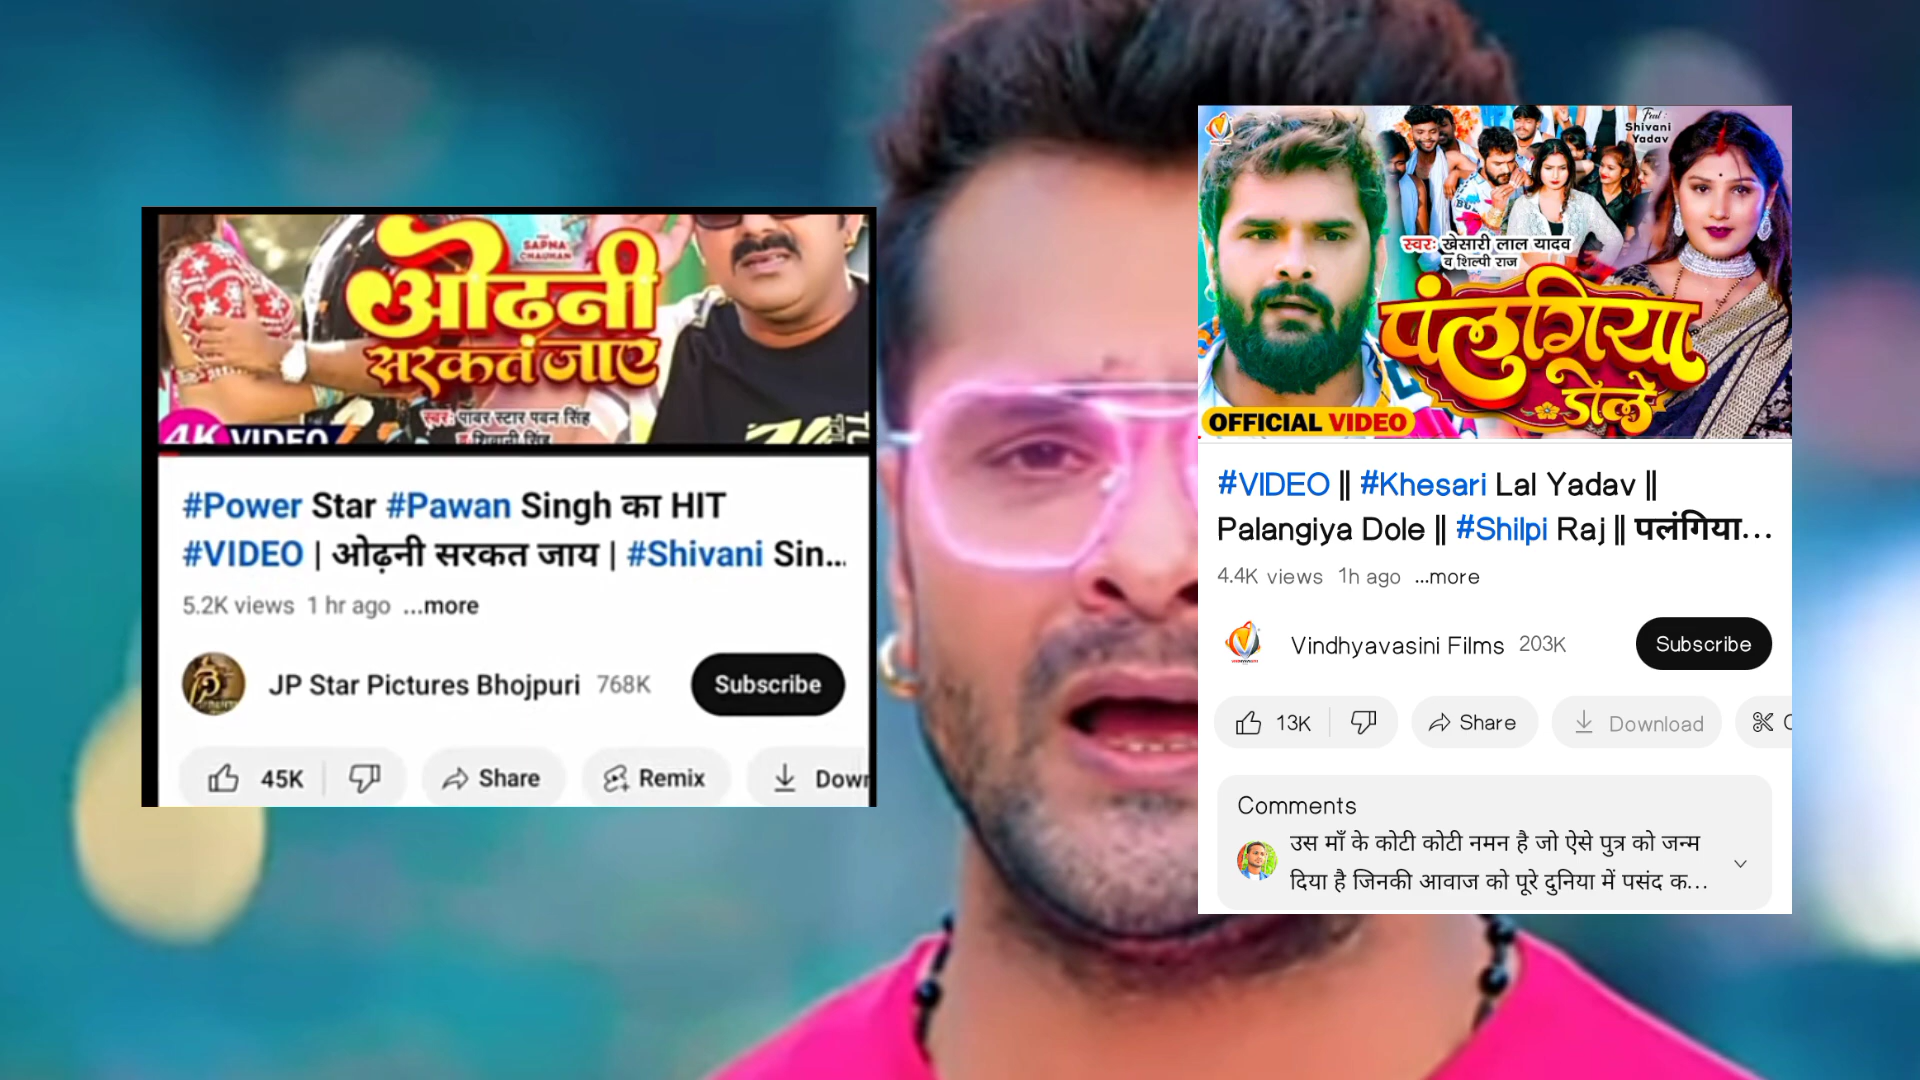 SAPNA
CHAUHAN
ओढनी
सरकत जाए
स्वर: पावर स्टार पवन सिंह
व शिवानी सिंह
4K VIDEO
#Power Star #Pawan Singh का HIT
#VIDEO | ओढ़नी सरकत जाय | #Shivani Sin...
5.2K views 1 hr ago ...more
JP Star Pictures Bhojpuri 768K
Subscribe
45K
Share
Remix
Down
Feat :
Shivani
Yadav
स्वर: खेसारी लाल यादव
व शिल्पी राज
पलंगिया
डोले
OFFICIAL VIDEO
#VIDEO || #Khesari Lal Yadav ||
Palangiya Dole || #Shilpi Raj || पलंगिया...
4.4K views 1h ago ...more
Vindhyavasini Films 203K
Subscribe
13K
Share
Download
Comments
उस माँ के कोटी कोटी नमन है जो ऐसे पुत्र को जन्म
दिया है जिनकी आवाज को पूरे दुनिया में पसंद क...